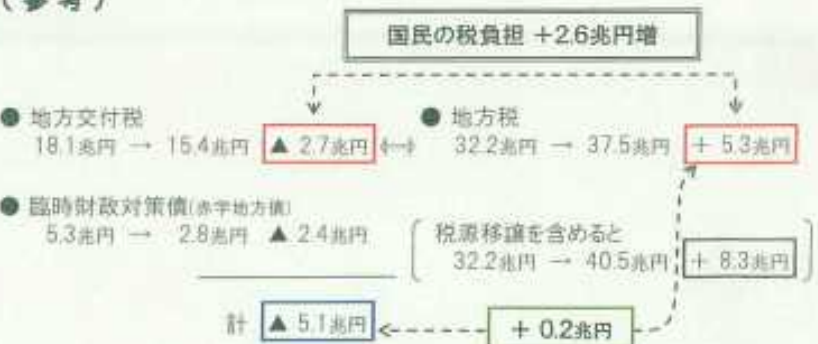 (参考)
国民の税負担 +2.6兆円増
● 地方交付税
18.1兆円 → 15.4兆円 ▲ 2.7兆円
● 地方税
32.2兆円 → 37.5兆円 + 5.3兆円
● 臨時財政対策債(赤字地方債)
5.3兆円 → 2.8兆円 ▲ 2.4兆円
税源移譲を含めると
32.2兆円 → 40.5兆円 + 8.3兆円
計 ▲ 5.1兆円
+ 0.2兆円